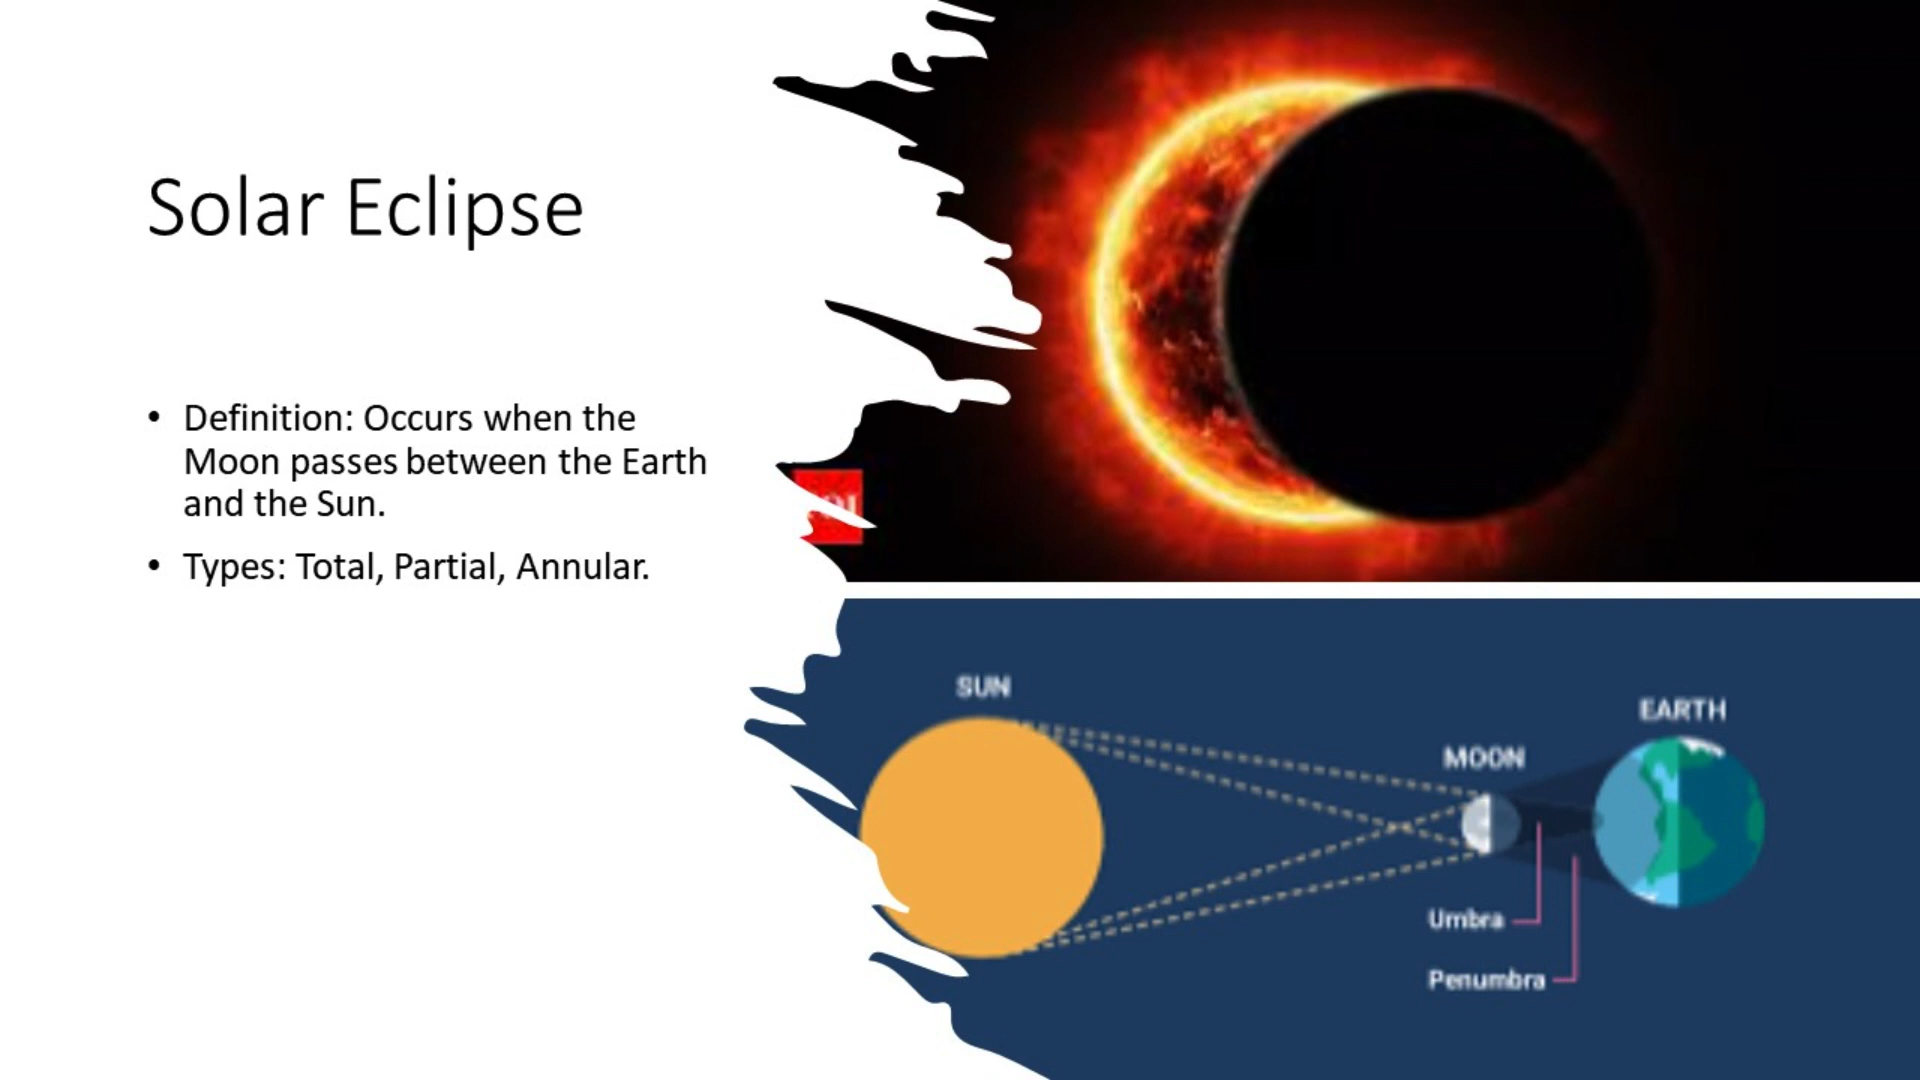 Solar Eclipse
• Definition: Occurs when the
Moon passes between the Earth
and the Sun.
• Types: Total, Partial, Annular.
SUN
EARTH
MOON
Umbra
Penumbra